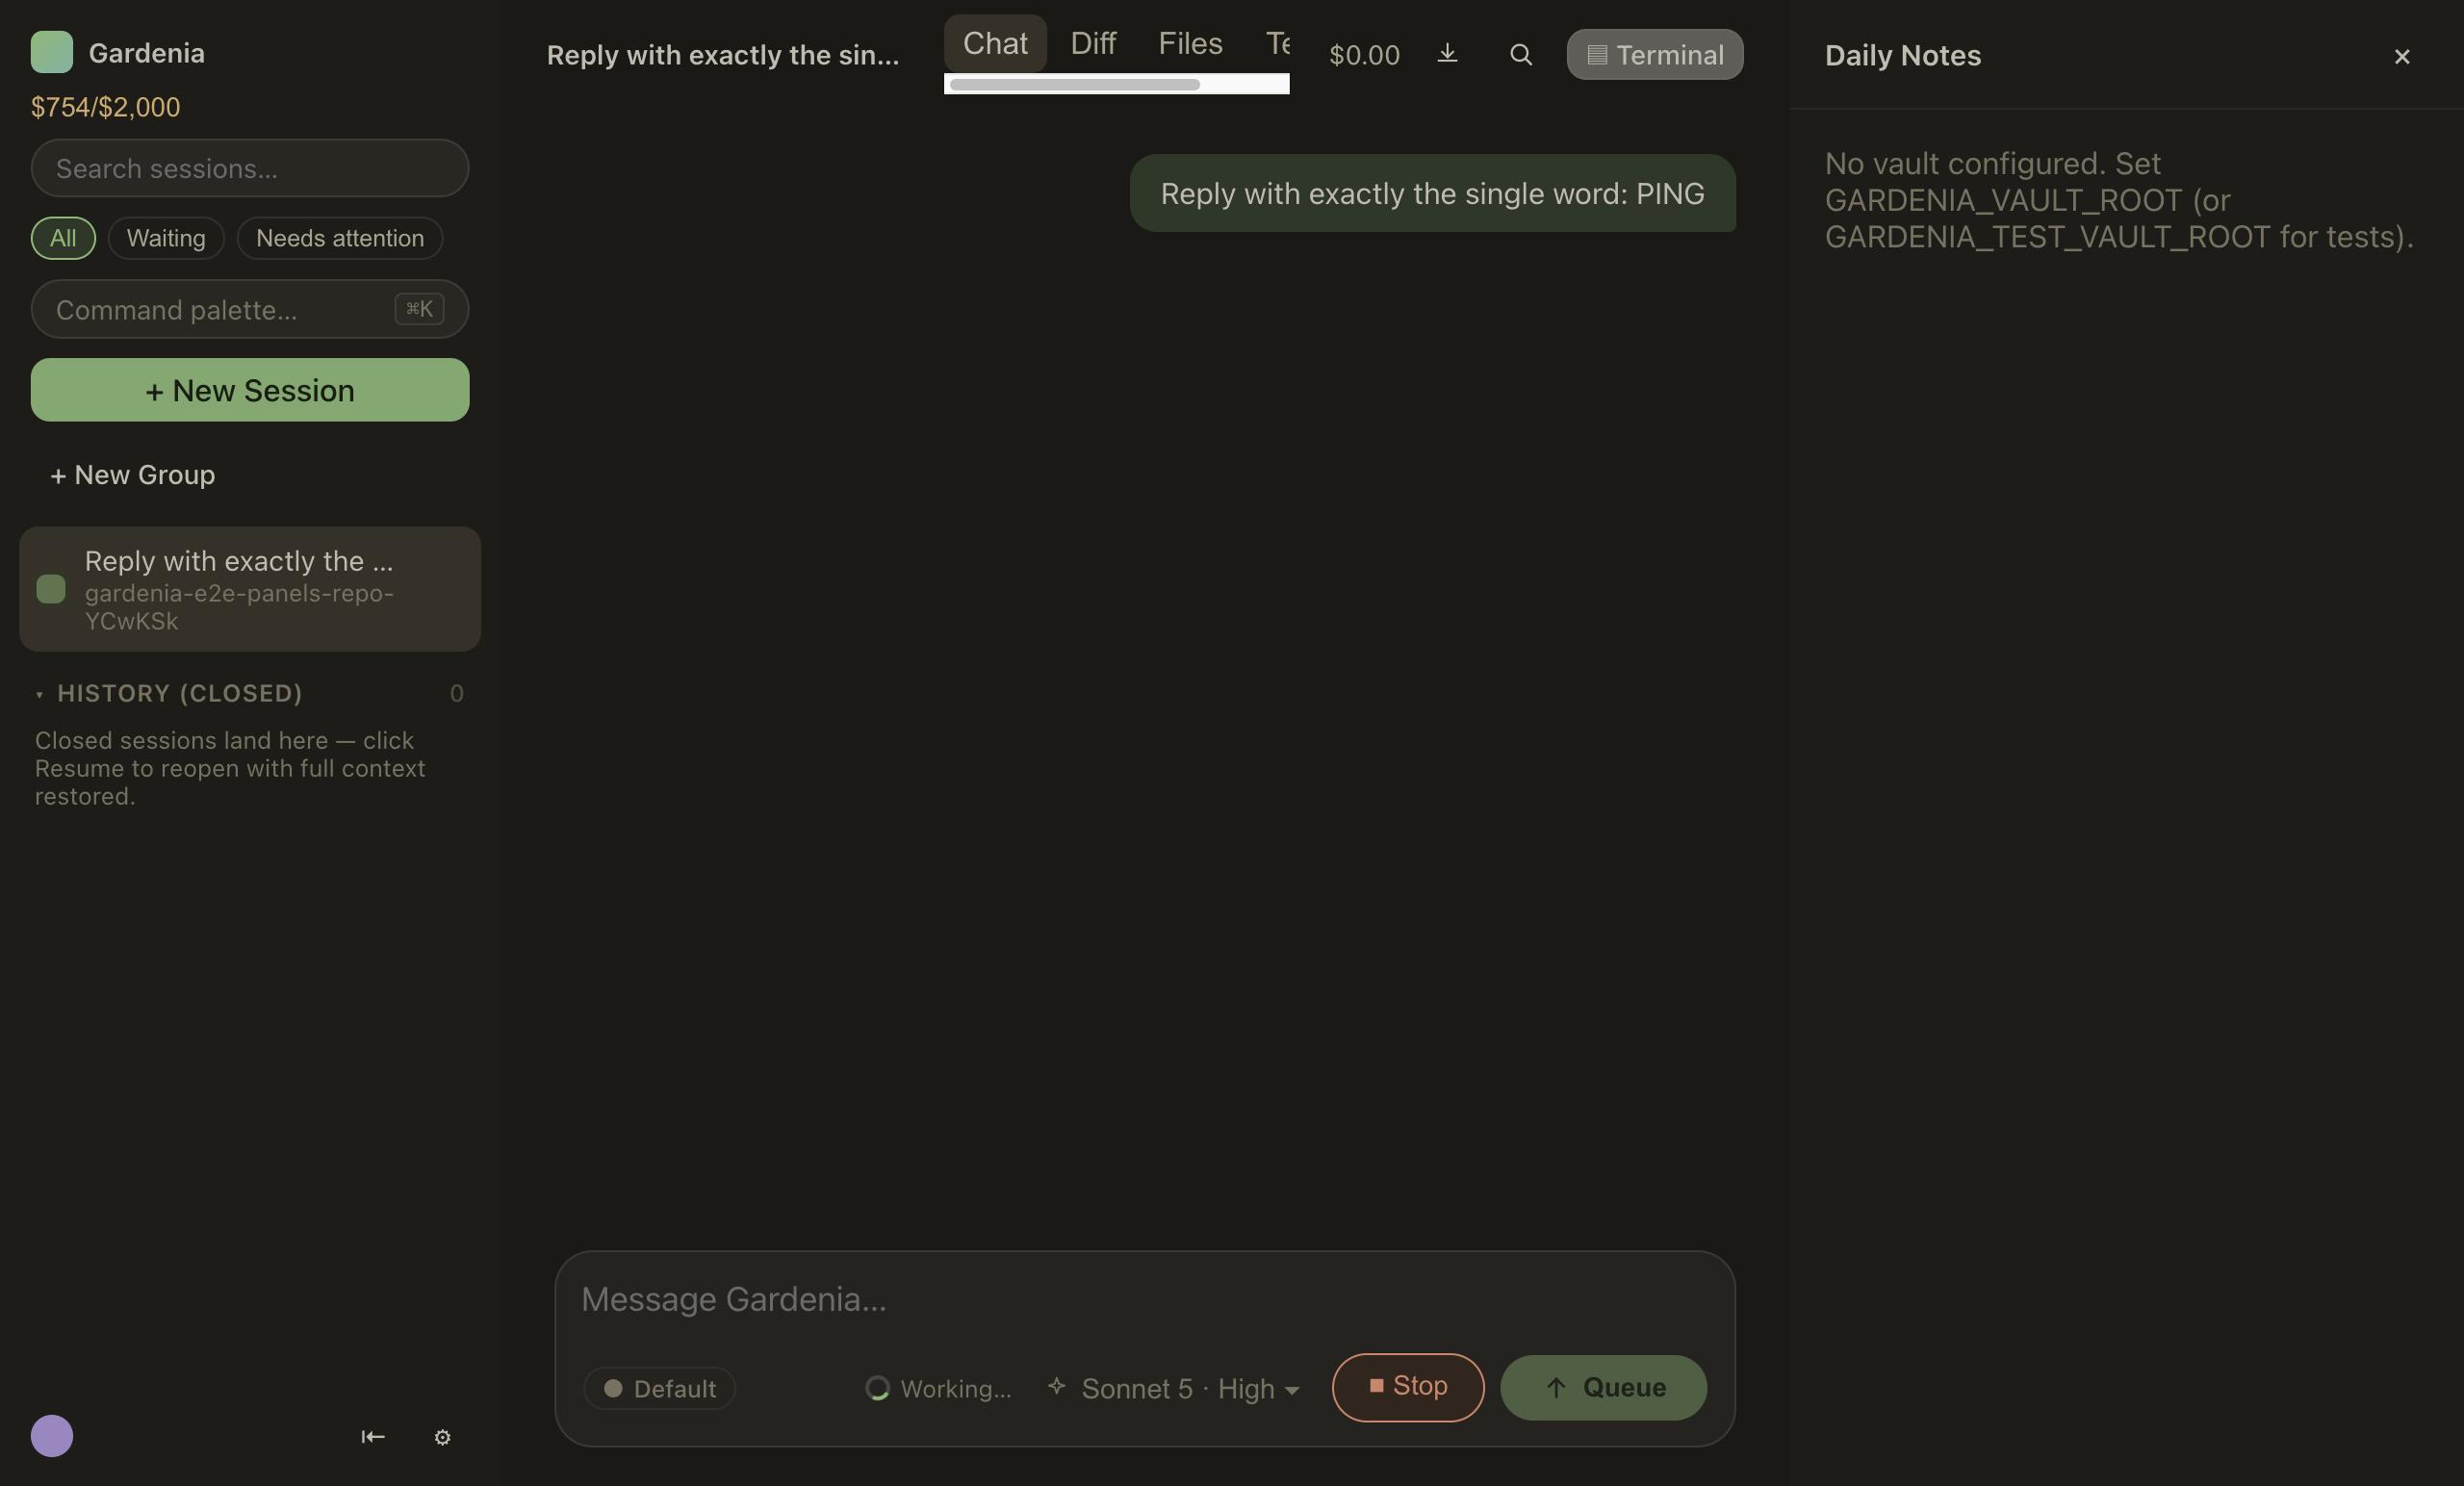 Gardenia
$754/$2,000
Search sessions...
All
Waiting
Needs attention
Command palette...
⌘K
+ New Session
+ New Group
Reply with exactly the ...
gardenia-e2e-panels-repo-
YCwKSk
▾ HISTORY (CLOSED) 0
Closed sessions land here — click
Resume to reopen with full context
restored.
Reply with exactly the sin...
Chat
Diff
Files
Te
$0.00
Terminal
Reply with exactly the single word: PING
Message Gardenia...
Default
Working...
Sonnet 5 · High
Stop
Queue
Daily Notes
×
No vault configured. Set
GARDENIA_VAULT_ROOT (or
GARDENIA_TEST_VAULT_ROOT for tests).